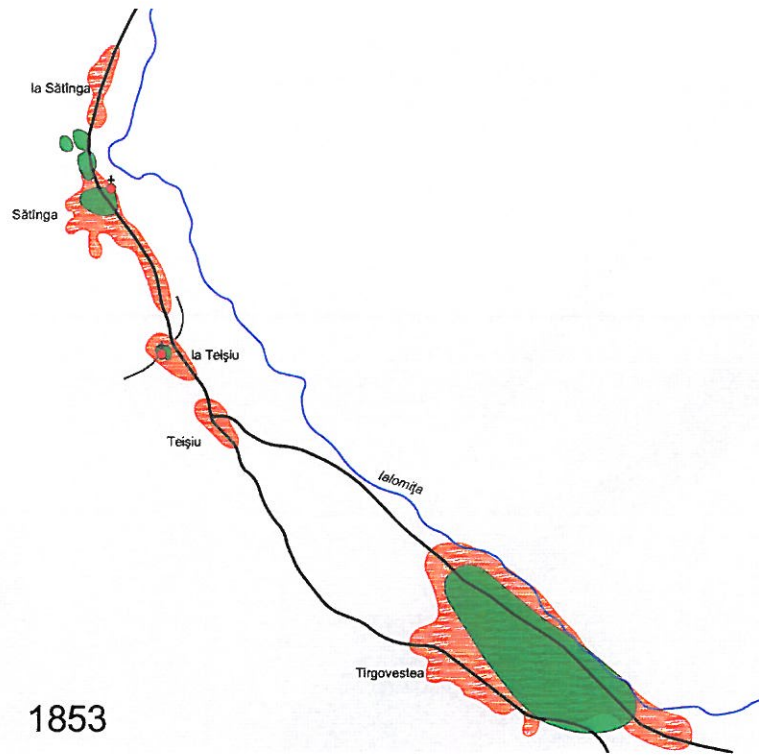 la Sătînga
Sătînga
la Teişiu
Teişiu
Ialomiţa
Tîrgovestea
1853